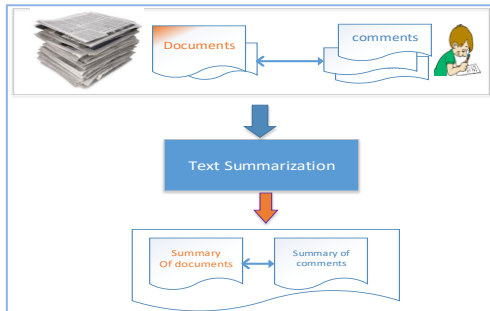 Documents
comments
Text Summarization
Summary
Of documents
Summary of
comments